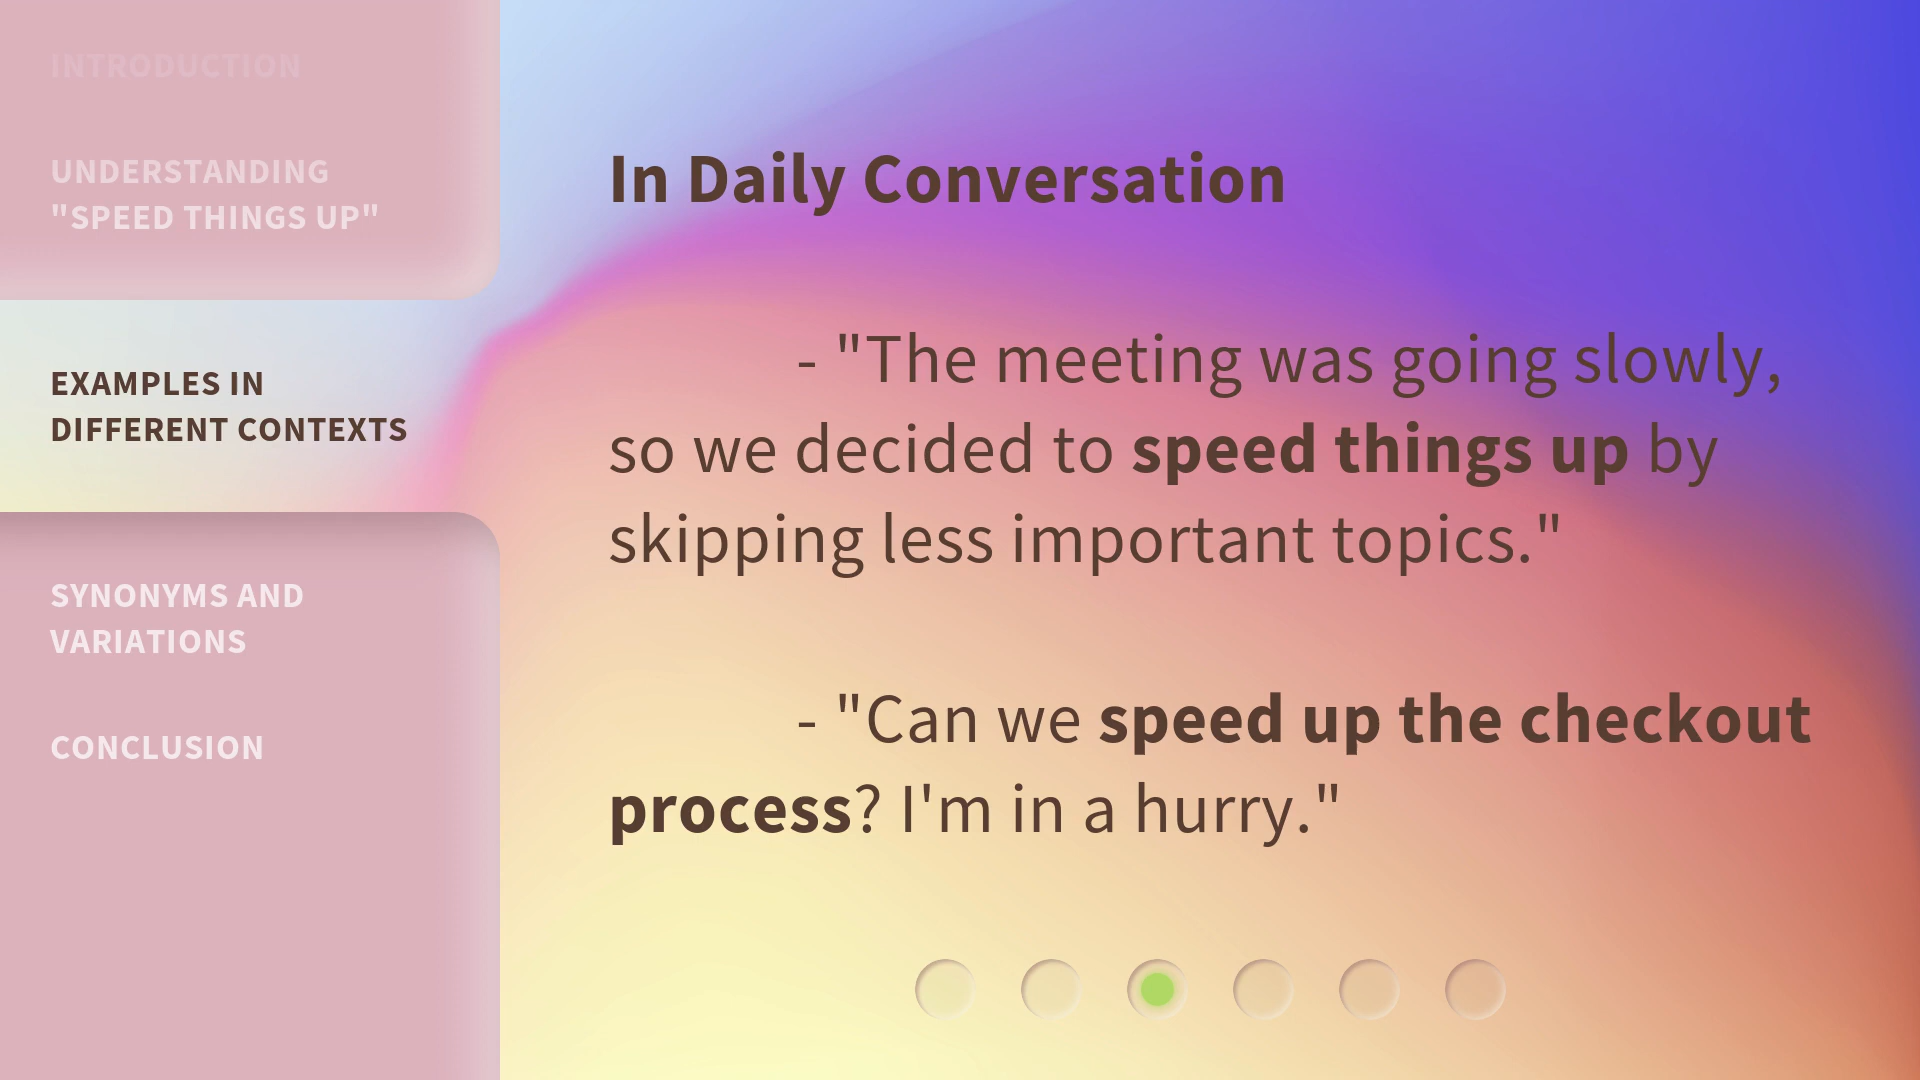 INTRODUCTION
UNDERSTANDING
"SPEED THINGS UP"
EXAMPLES IN
DIFFERENT CONTEXTS
SYNONYMS AND
VARIATIONS
CONCLUSION
In Daily Conversation
- "The meeting was going slowly,
so we decided to speed things up by
skipping less important topics."
- "Can we speed up the checkout
process? I'm in a hurry."